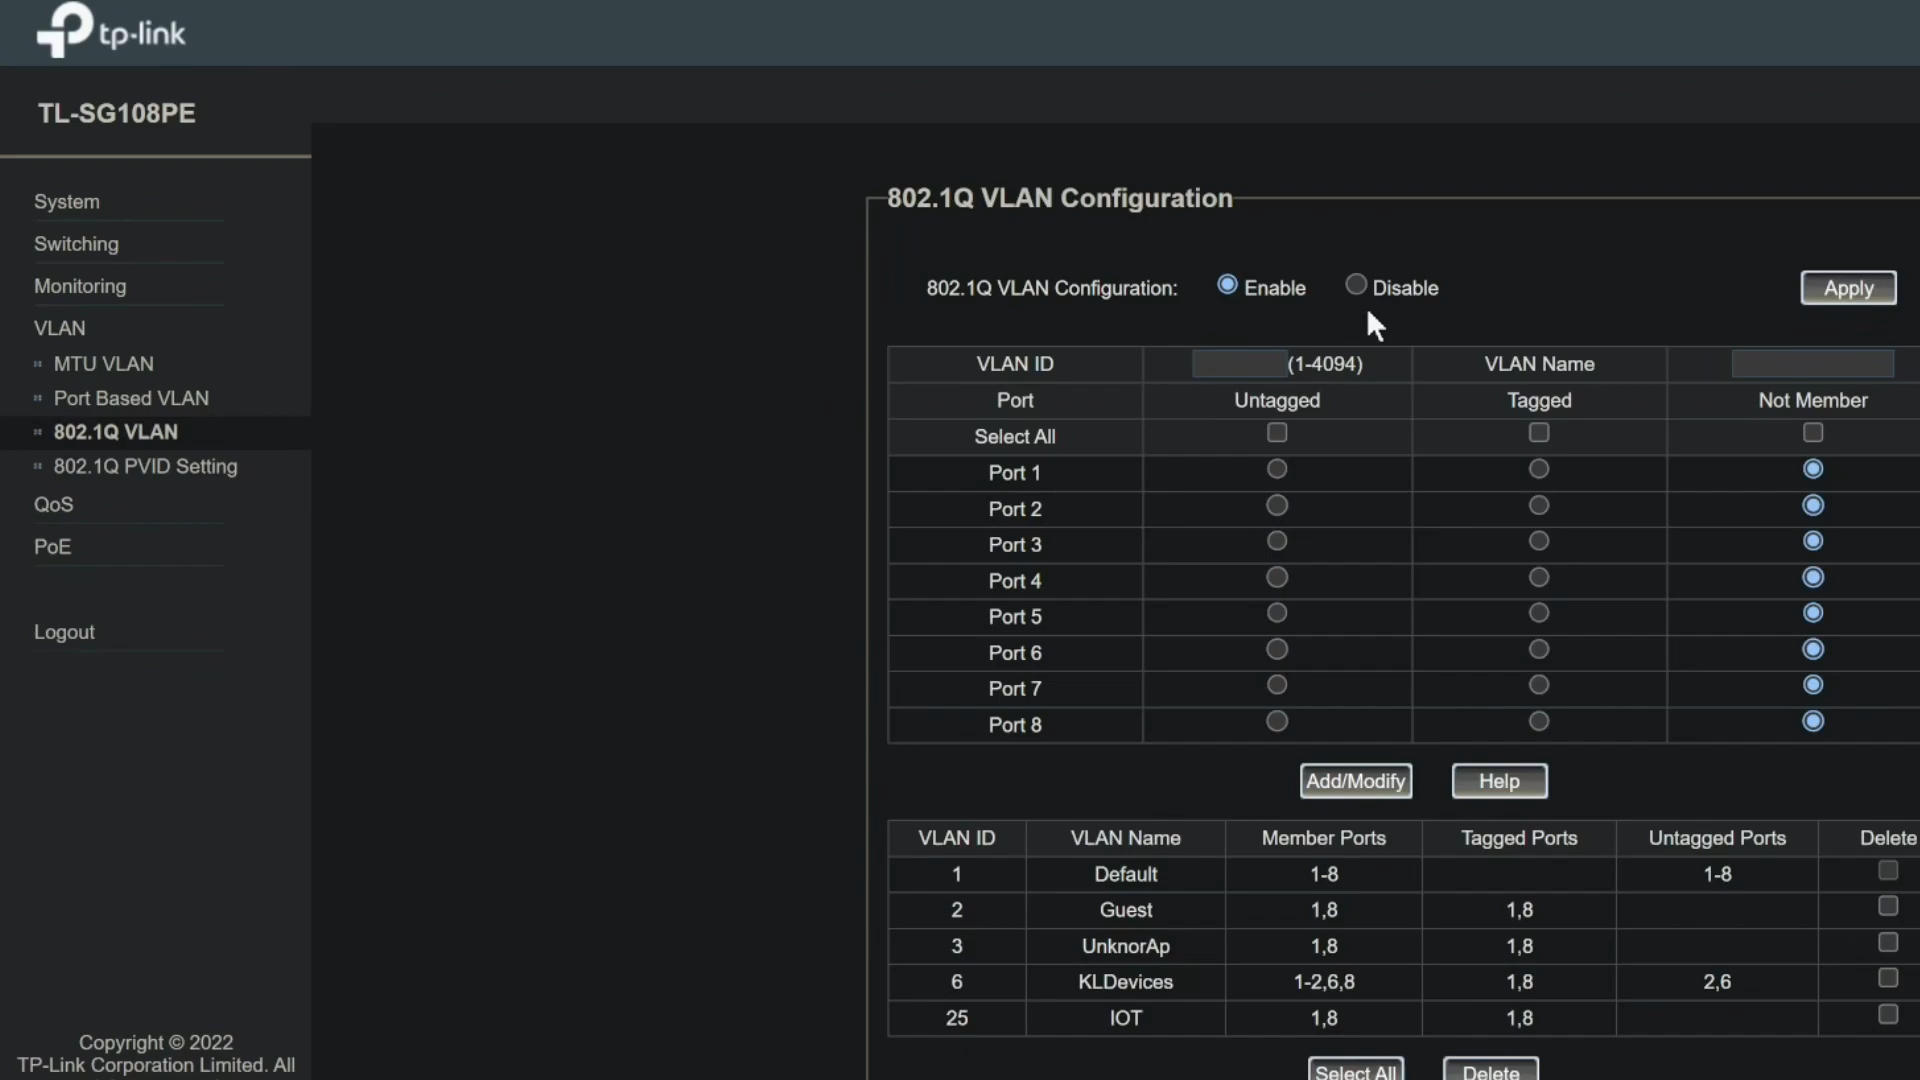 tp-link
TL-SG108PE
System
Switching
Monitoring
VLAN
MTU VLAN
Port Based VLAN
802.1Q VLAN
802.1Q PVID Setting
QoS
PoE
Logout
Copyright © 2022
TP-Link Corporation Limited. All
802.1Q VLAN Configuration
802.1Q VLAN Configuration: Enable Disable Apply
VLAN ID (1-4094) VLAN Name
Port Untagged Tagged Not Member
Select All
Port 1
Port 2
Port 3
Port 4
Port 5
Port 6
Port 7
Port 8
Add/Modify Help
VLAN ID VLAN Name Member Ports Tagged Ports Untagged Ports Delete
1 Default 1-8 1-8
2 Guest 1,8 1,8
3 UnknorAp 1,8 1,8
6 KLDevices 1-2,6,8 1,8 2,6
25 IOT 1,8 1,8
Select All Delete